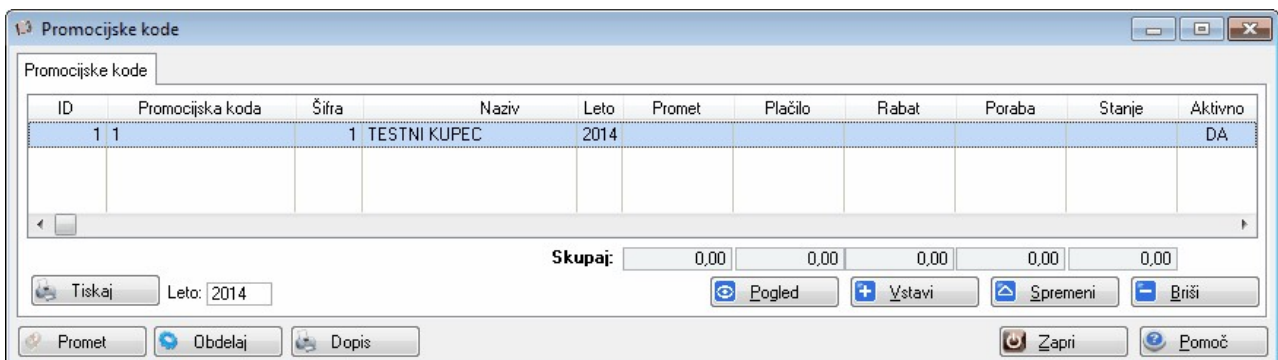 Promocijske kode
Promocijske kode
ID Promocijska koda Šifra Naziv Leto Promet Plačilo Rabat Poraba Stanje Aktivno
1 1 1 TESTNI KUPEC 2014 DA
Skupaj: 0,00 0,00 0,00 0,00 0,00
Tiskaj Leto: 2014 Pogled Vstavi Spremeni Briši
Promet Obdelaj Dopis Zapri Pomoč